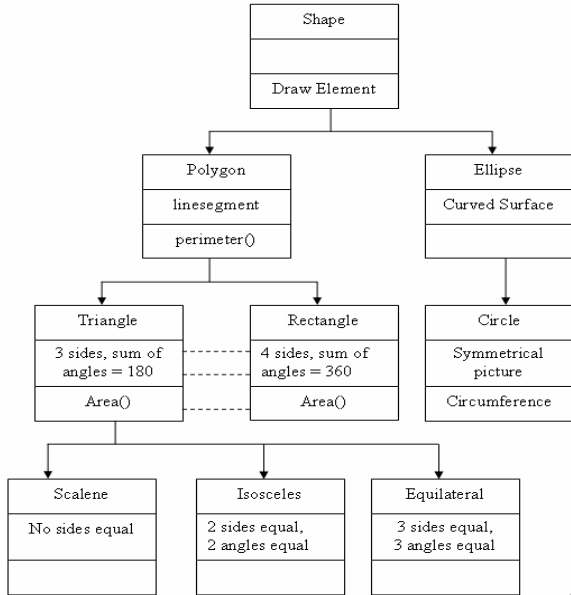 Shape
Draw Element
Polygon
linesegment
perimeter()
Ellipse
Curved Surface
Triangle
3 sides, sum of
angles = 180
Area()
Rectangle
4 sides, sum of
angles = 360
Area()
Circle
Symmetrical
picture
Circumference
Scalene
No sides equal
Isosceles
2 sides equal,
2 angles equal
Equilateral
3 sides equal,
3 angles equal